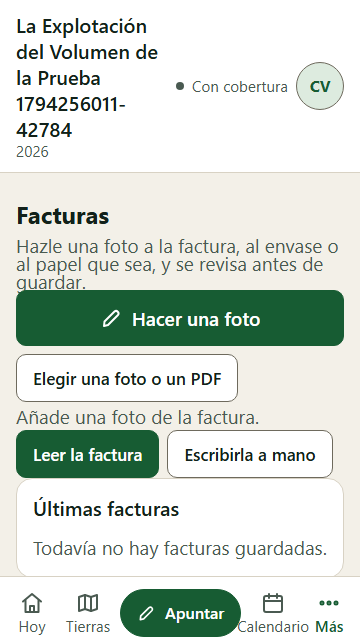 La Explotación
del Volumen de
la Prueba
1794256011-
42784
2026
Con cobertura
CV
Facturas
Hazle una foto a la factura, al envase o
al papel que sea, y se revisa antes de
guardar.
Hacer una foto
Elegir una foto o un PDF
Añade una foto de la factura.
Leer la factura
Escribirla a mano
Últimas facturas
Todavía no hay facturas guardadas.
Hoy
Tierras
Apuntar
Calendario
Más